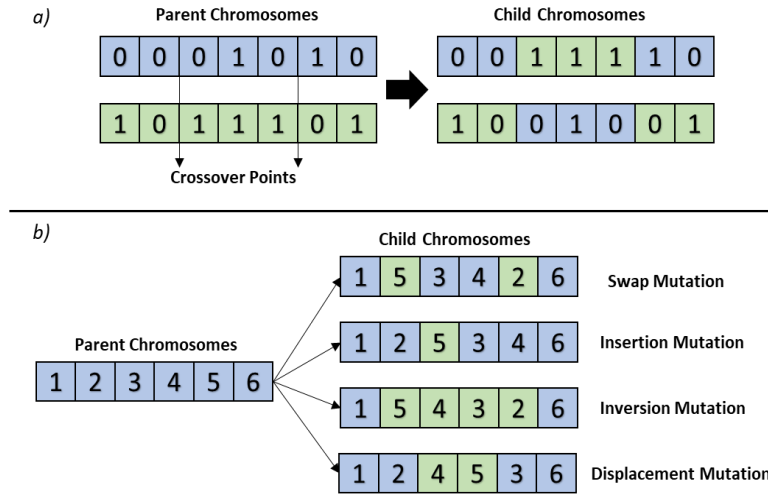 a)
Parent Chromosomes
Child Chromosomes
0 0 0 1 0 1 0
0 0 1 1 1 1 0
1 0 1 1 1 0 1
1 0 0 1 0 0 1
Crossover Points
b)
Child Chromosomes
1 5 3 4 2 6
Swap Mutation
Parent Chromosomes
1 2 3 4 5 6
1 2 5 3 4 6
Insertion Mutation
1 5 4 3 2 6
Inversion Mutation
1 2 4 5 3 6
Displacement Mutation